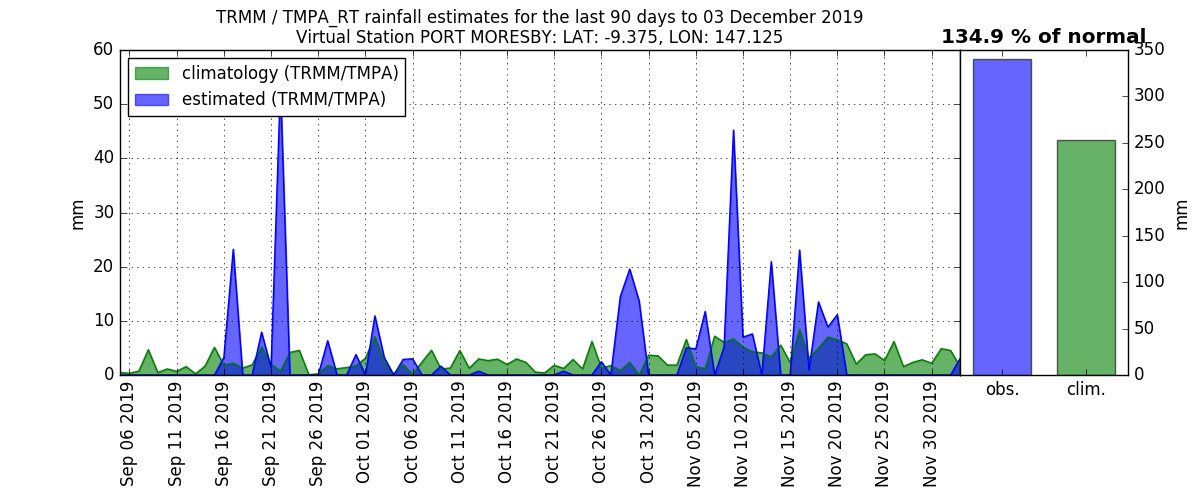 TRMM / TMPA_RT rainfall estimates for the last 90 days to 03 December 2019
Virtual Station PORT MORESBY: LAT: -9.375, LON: 147.125
134.9 % of normal
climatology (TRMM/TMPA)
estimated (TRMM/TMPA)
mm
60
50
40
30
20
10
0
Sep 06 2019
Sep 11 2019
Sep 16 2019
Sep 21 2019
Sep 26 2019
Oct 01 2019
Oct 06 2019
Oct 11 2019
Oct 16 2019
Oct 21 2019
Oct 26 2019
Oct 31 2019
Nov 05 2019
Nov 10 2019
Nov 15 2019
Nov 20 2019
Nov 25 2019
Nov 30 2019
350
300
250
200
150
100
50
0
mm
obs.
clim.